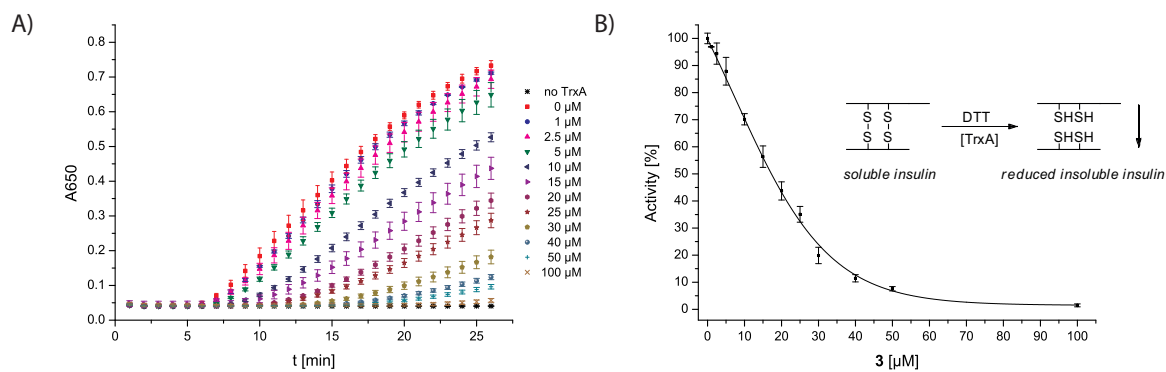 A)
0.8
0.7
0.6
0.5
0.4
0.3
0.2
0.1
0.0
A650
0 5 10 15 20 25
t [min]
no TrxA
0 µM
1 µM
2.5 µM
5 µM
10 µM
15 µM
20 µM
25 µM
30 µM
40 µM
50 µM
100 µM
B)
100
90
80
70
60
50
40
30
20
10
0
Activity [%]
0 10 20 30 40 50 60 70 80 90 100
3 [µM]
S S
S S
DTT
[TrxA]
SHSH
SHSH
soluble insulin
reduced insoluble insulin